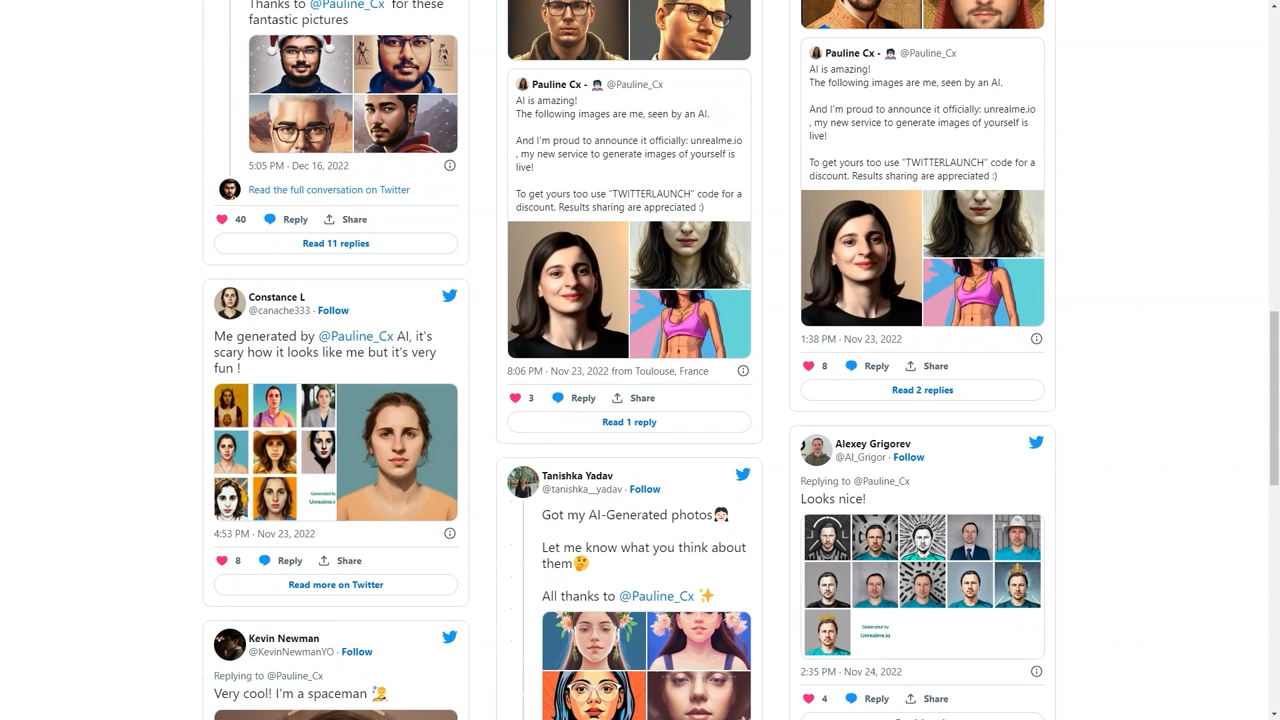 Thanks to @Pauline_Cx for these
fantastic pictures
5:05 PM · Dec 16, 2022
Read the full conversation on Twitter
40 Reply Share
Read 11 replies
Constance L
@canache333 · Follow
Me generated by @Pauline_Cx AI, it's
scary how it looks like me but it's very
fun !
Generated by
Unrealme.io
4:53 PM · Nov 23, 2022
8 Reply Share
Read more on Twitter
Kevin Newman
@KevinNewmanYO · Follow
Replying to @Pauline_Cx
Very cool! I'm a spaceman 🧑‍🚀
Pauline Cx - @Pauline_Cx
AI is amazing!
The following images are me, seen by an AI.
And I'm proud to announce it officially: unrealme.io
, my new service to generate images of yourself is
live!
To get yours too use "TWITTERLAUNCH" code for a
discount. Results sharing are appreciated :)
8:06 PM · Nov 23, 2022 from Toulouse, France
3 Reply Share
Read 1 reply
Tanishka Yadav
@tanishka__yadav · Follow
Got my AI-Generated photos👧🏻
Let me know what you think about
them🤔
All thanks to @Pauline_Cx ✨
Pauline Cx - @Pauline_Cx
AI is amazing!
The following images are me, seen by an AI.
And I'm proud to announce it officially: unrealme.io
, my new service to generate images of yourself is
live!
To get yours too use "TWITTERLAUNCH" code for a
discount. Results sharing are appreciated :)
1:38 PM · Nov 23, 2022
8 Reply Share
Read 2 replies
Alexey Grigorev
@Al_Grigor · Follow
Replying to @Pauline_Cx
Looks nice!
Generated by
Unrealme.io
2:35 PM · Nov 24, 2022
4 Reply Share